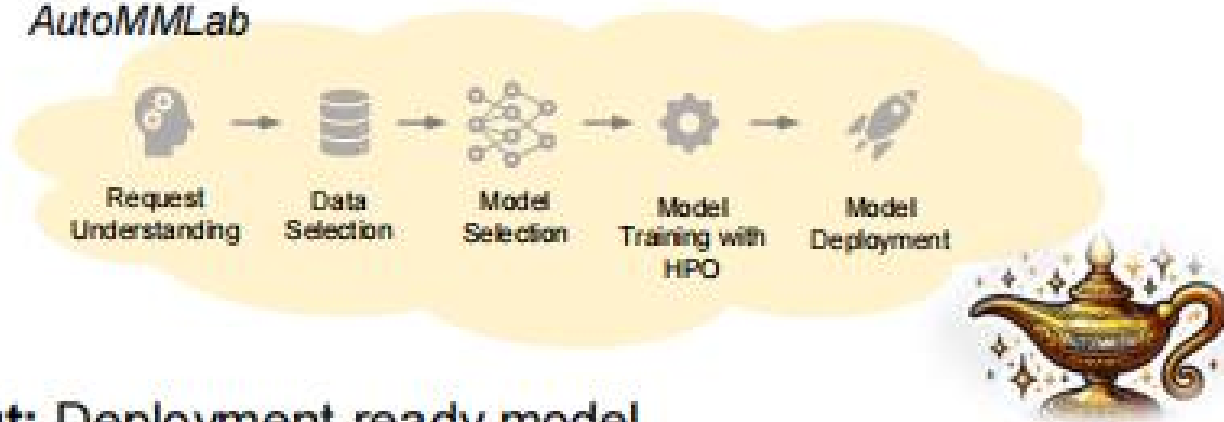 AutoMMLab
Request
Understanding
Data
Selection
Model
Selection
Model
Training with
HPO
Model
Deployment
t: Deployment-ready model